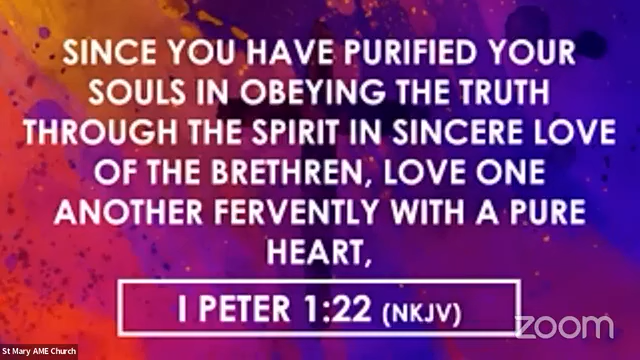 SINCE YOU HAVE PURIFIED YOUR
SOULS IN OBEYING THE TRUTH
THROUGH THE SPIRIT IN SINCERE LOVE
OF THE BRETHREN, LOVE ONE
ANOTHER FERVENTLY WITH A PURE
HEART,
I PETER 1:22 (NKJV)
zoom
St Mary AME Church